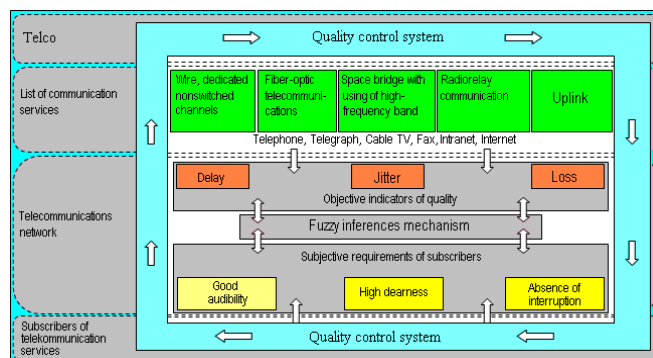 Telco
Quality control system
List of communication
services
Wire, dedicated
nonswitched
channels
Fiber-optic
telecommuni-
cations
Space bridge with
using of high-
frequency band
Radiorelay
communication
Uplink
Telephone, Telegraph, Cable TV, Fax, Intranet, Internet
Telecommunications
network
Delay
Jitter
Loss
Objective indicators of quality
Fuzzy inferences mechanism
Subjective requirements of subscribers
Good
audibility
High dearness
Absence of
interruption
Subscribers of
telekommunication
services
Quality control system